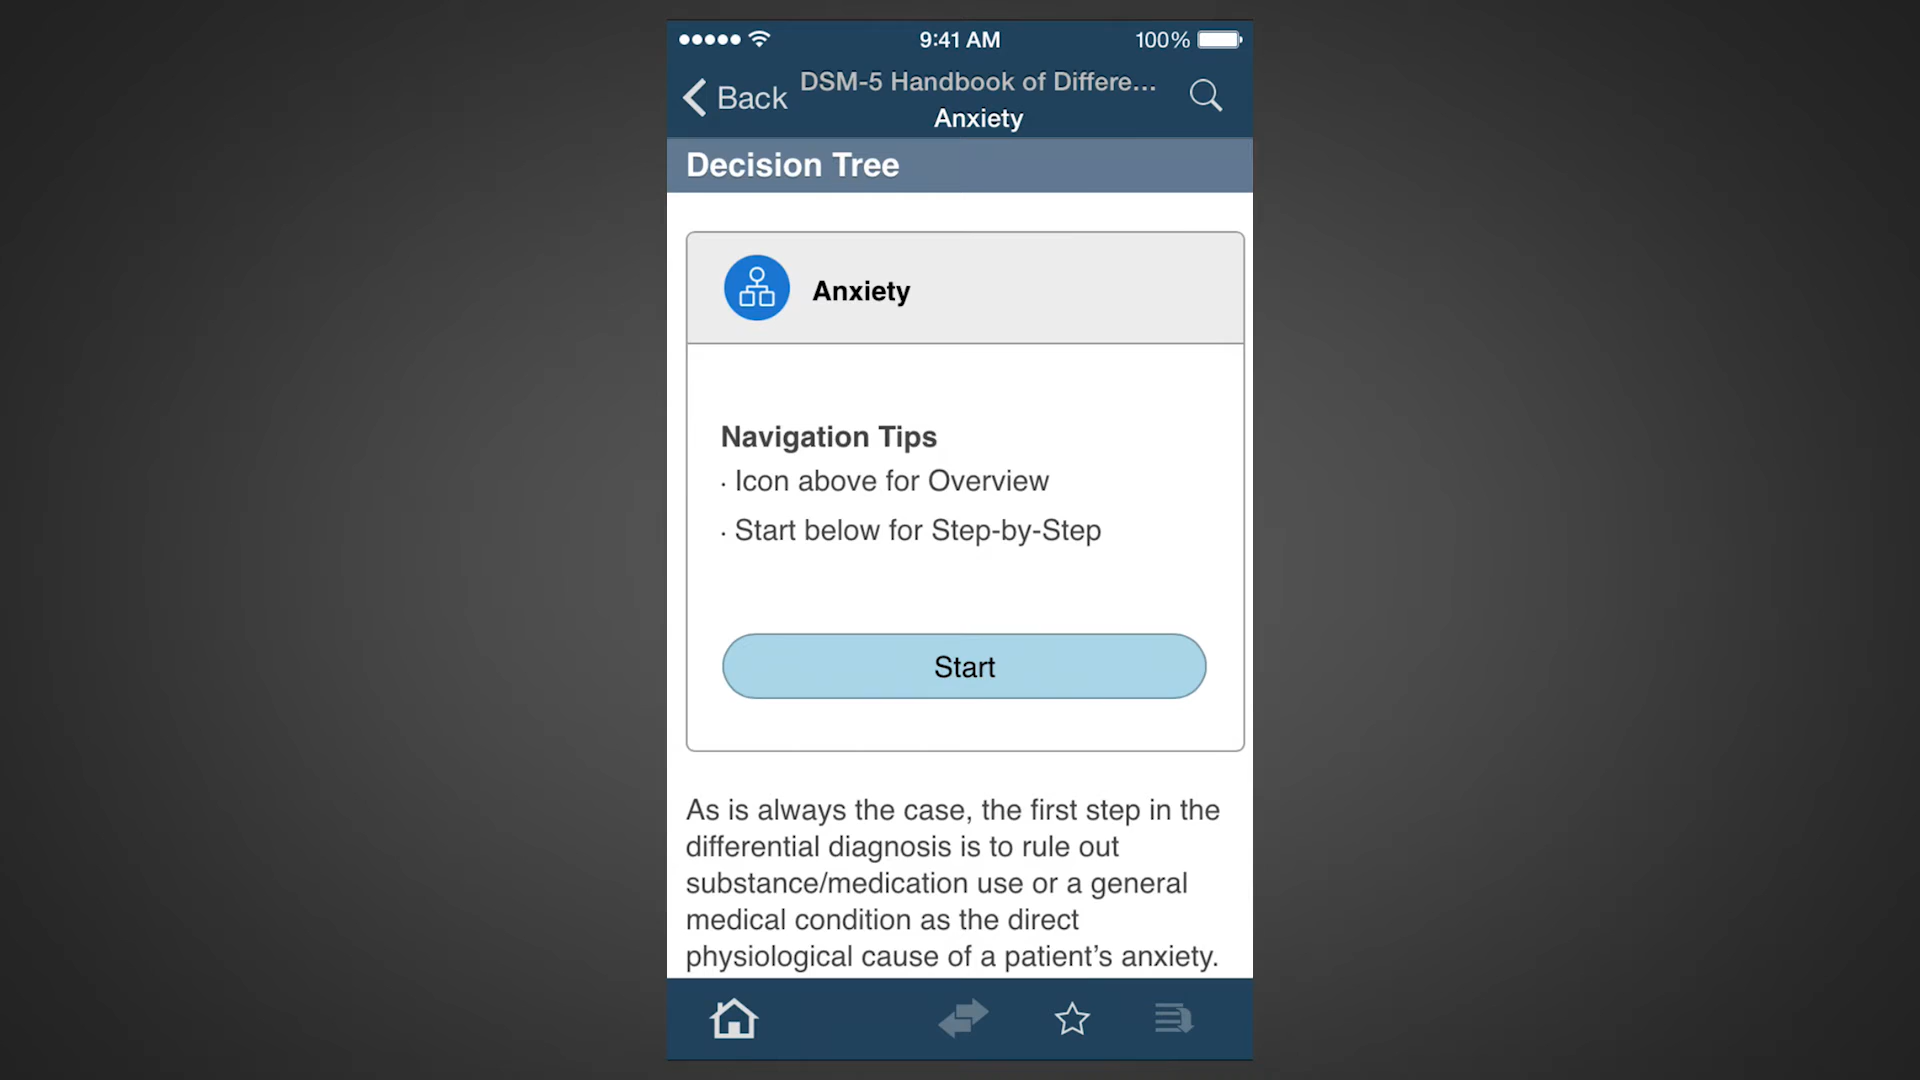 9:41 AM
100%
Back
DSM-5 Handbook of Differe...
Anxiety
Decision Tree
Anxiety
Navigation Tips
· Icon above for Overview
· Start below for Step-by-Step
Start
As is always the case, the first step in the
differential diagnosis is to rule out
substance/medication use or a general
medical condition as the direct
physiological cause of a patient’s anxiety.